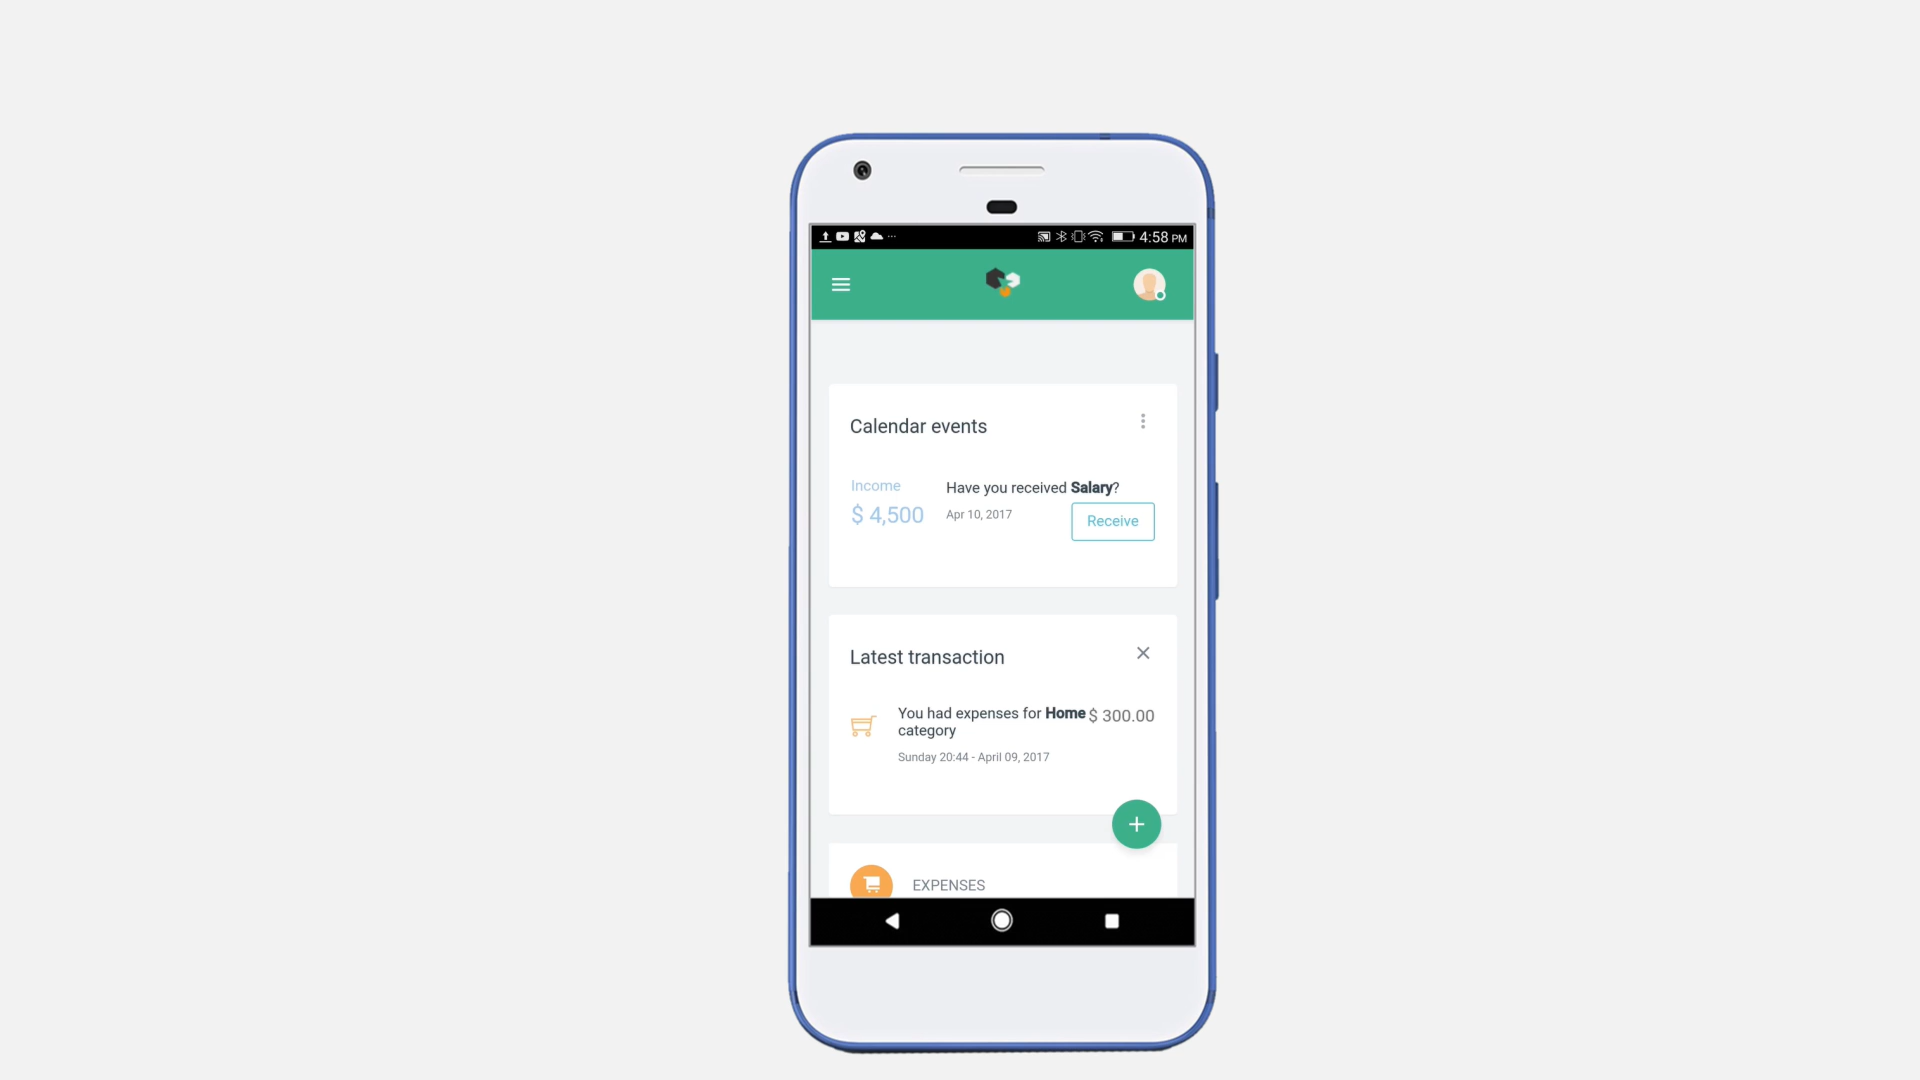 4:58 PM
Calendar events
Income
Have you received Salary?
$ 4,500
Apr 10, 2017
Receive
Latest transaction
You had expenses for Home $ 300.00
category
Sunday 20:44 - April 09, 2017
EXPENSES